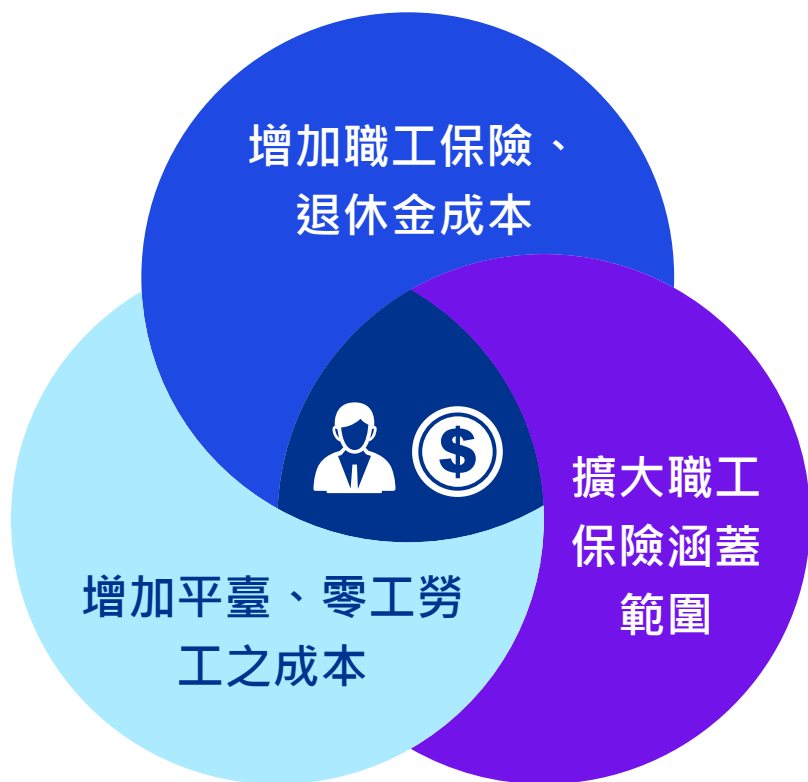 增加職工保險、
退休金成本
擴大職工
保險涵蓋
範圍
增加平臺、零工勞
工之成本
$